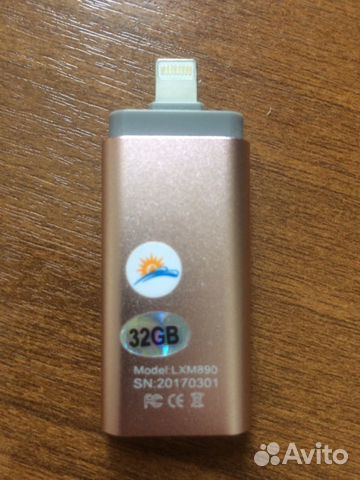 32GB
Model:LXM890
SN:20170301
FC CE
Avito